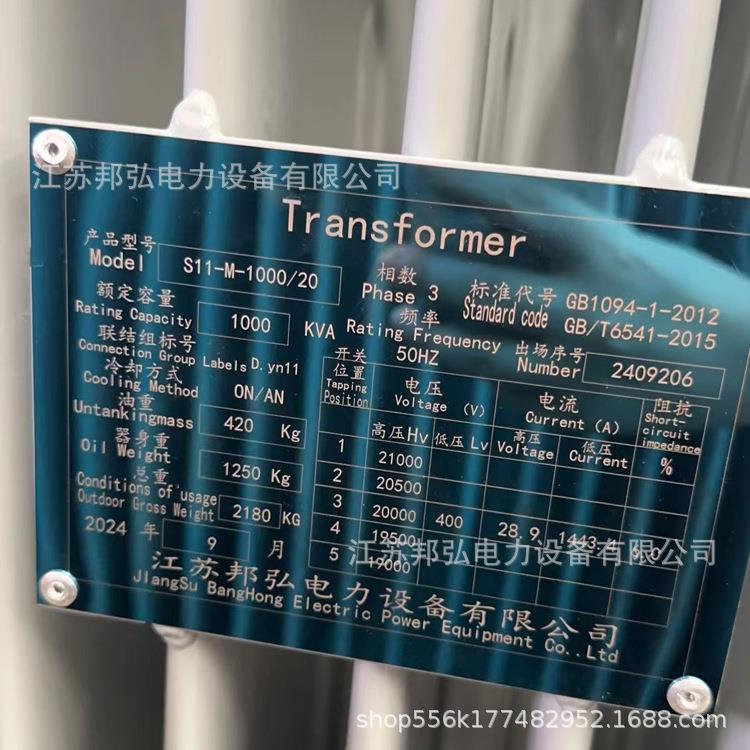 江苏邦弘电力设备有限公司
Transformer
产品型号 Model S11-M-1000/20 相数 Phase 3 标准代号 Standard code GB1094-1-2012 GB/T6541-2015
额定容量 Rating Capacity 1000 KVA 频率 Rating Frequency 50HZ 出场序号 Number 2409206
联结组标号 Connection Group Labels D.yn11
冷却方式 Cooling Method ON/AN
油重 Untankingmass 420 Kg
器身重 Oil Weight 1250 Kg
总重
Conditions of usage
Outdoor Gross Weight 2180 KG
2024 年 9 月
开关位置 Tapping Position 电压 Voltage (V) 电流 Current (A) 阻抗 Short-circuit impedance %
高压Hv 低压Lv 高压 Voltage 低压 Current
1 21000
2 20500
3 20000 400 28.9 1443
4 19500
5 19000
江苏邦弘电力设备有限公司
江苏邦弘电力设备有限公司
JIangSu BangHong Electric Power Equipment Co..Ltd
shop556k177482952.1688.com